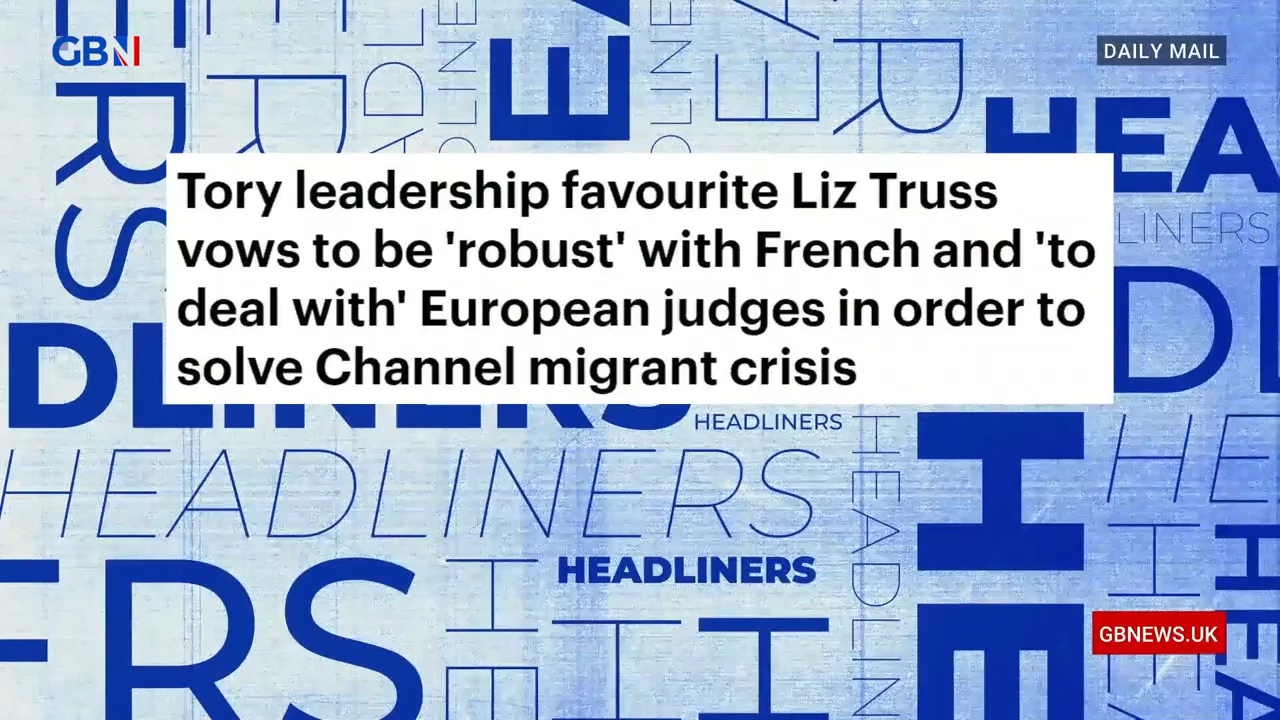 GBN
DAILY MAIL
Tory leadership favourite Liz Truss
vows to be 'robust' with French and 'to
deal with' European judges in order to
solve Channel migrant crisis
HEADLINERS
HEADLINERS
HEADLINERS
GBNEWS.UK